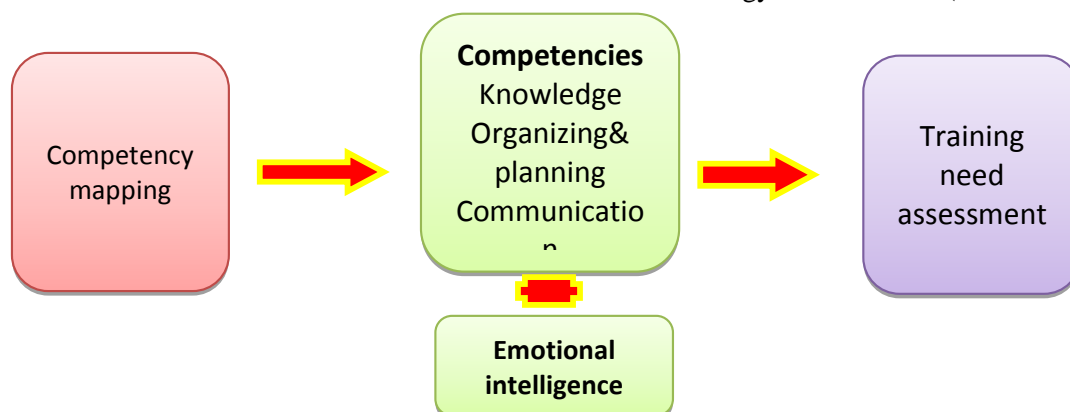 Competency
mapping
Competencies
Knowledge
Organizing&
planning
Communicatio
n
Training
need
assessment
Emotional
intelligence